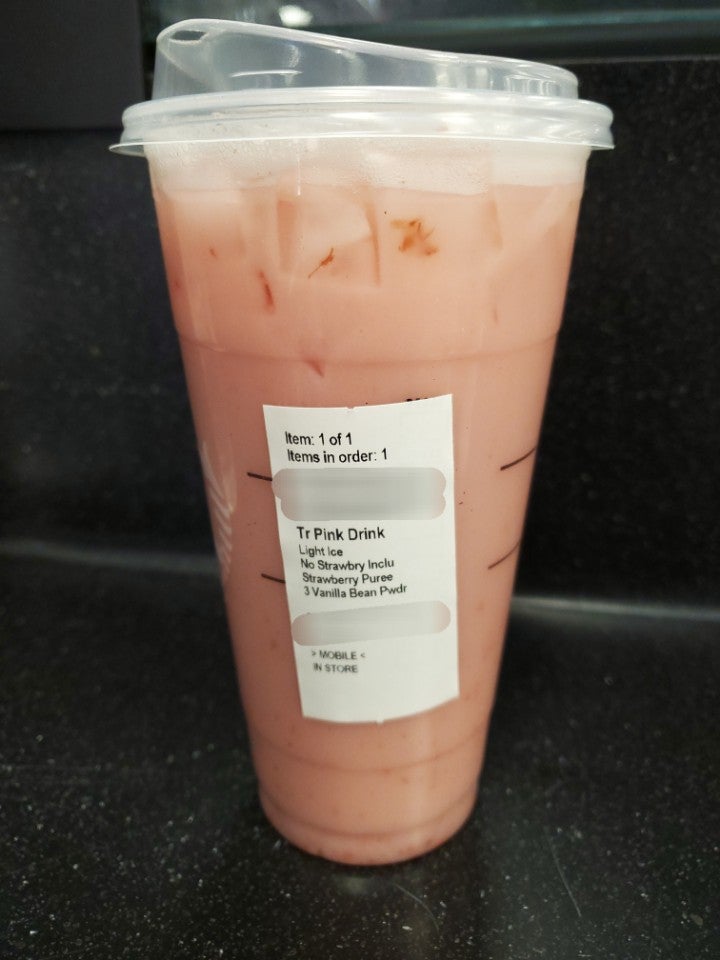 Item: 1 of 1
Items in order: 1
Tr Pink Drink
Light Ice
No Strawbry Inclu
Strawberry Puree
3 Vanilla Bean Pwdr
> MOBILE <
IN STORE